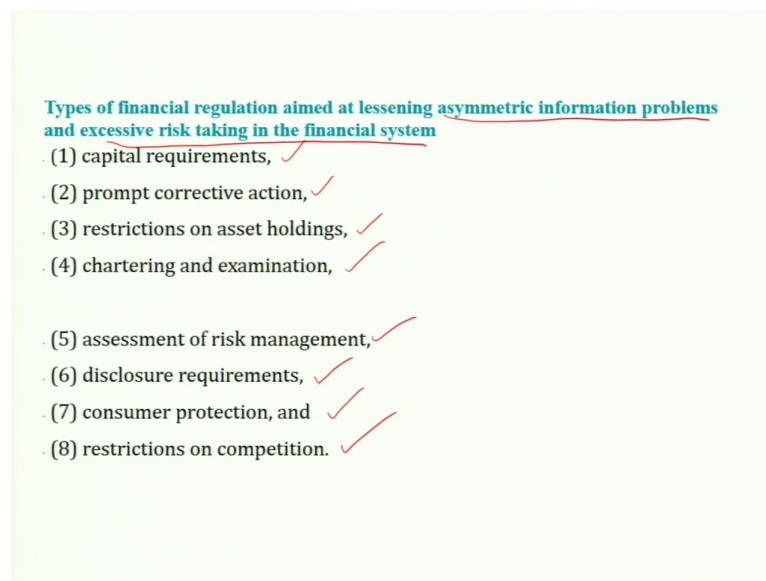 Types of financial regulation aimed at lessening asymmetric information problems
and excessive risk taking in the financial system
(1) capital requirements,
(2) prompt corrective action,
(3) restrictions on asset holdings,
(4) chartering and examination,
(5) assessment of risk management,
(6) disclosure requirements,
(7) consumer protection, and
(8) restrictions on competition.